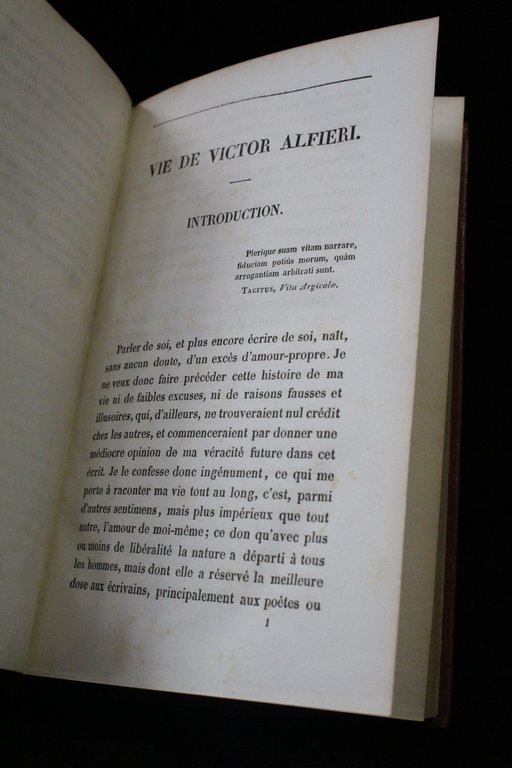 VIE DE VICTOR ALFIERI.
INTRODUCTION.
Plerique suam vitam narrare,
fiduciam potiùs morum, quàm
arrogantiam arbitrati sunt.
TACITUS, Vita Argicolæ.
Parler de soi, et plus encore écrire de soi, naît,
sans aucun doute, d'un excès d'amour-propre. Je
ne veux donc faire précéder cette histoire de ma
vie ni de faibles excuses, ni de raisons fausses et
illusoires, qui, d'ailleurs, ne trouveraient nul crédit
chez les autres, et commenceraient par donner une
médiocre opinion de ma véracité future dans cet
écrit. Je le confesse donc ingénument, ce qui me
porte à raconter ma vie tout au long, c'est, parmi
d'autres sentimens, mais plus impérieux que tout
autre, l'amour de moi-même; ce don qu'avec plus
ou moins de libéralité la nature a départi à tous
les hommes, mais dont elle a réservé la meilleure
dose aux écrivains, principalement aux poètes ou
1